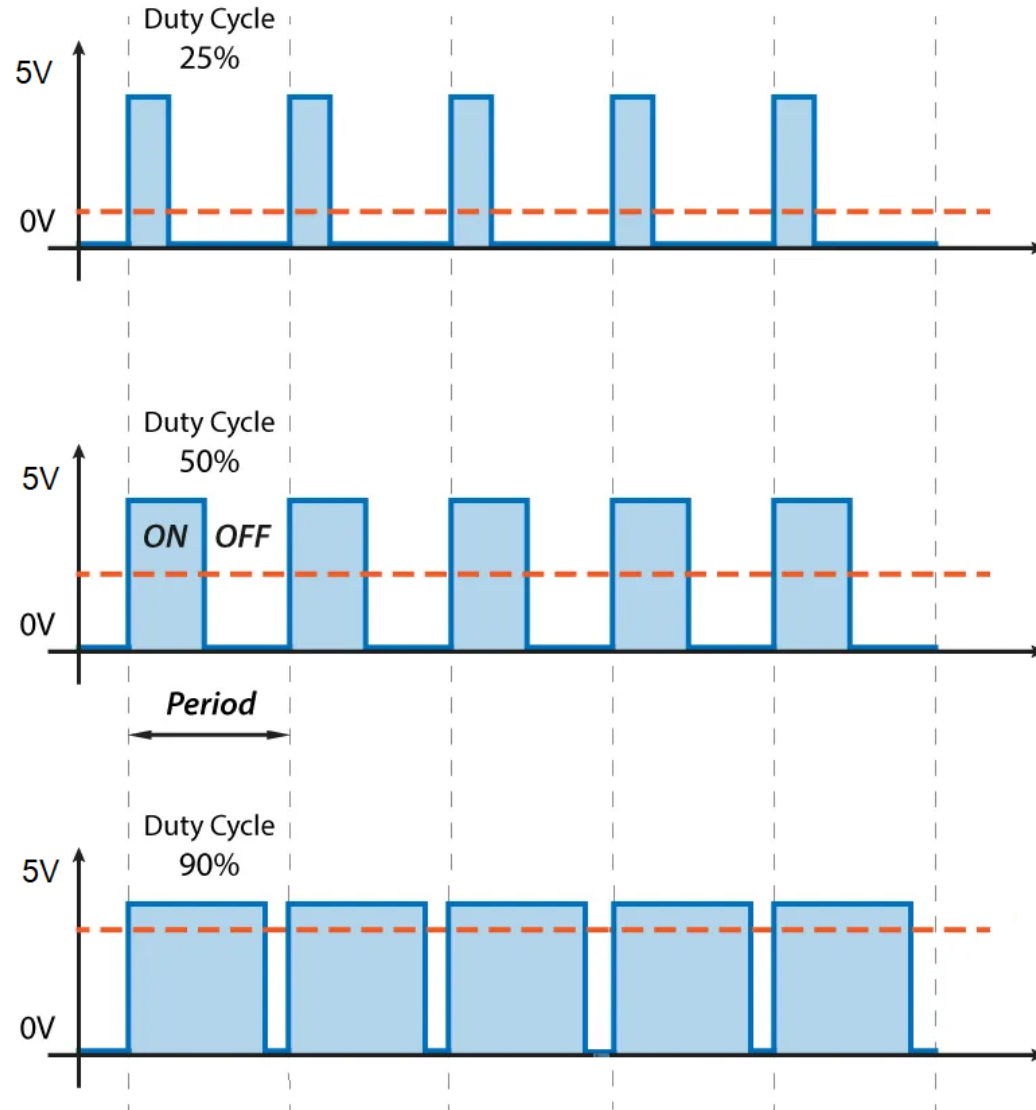 Duty Cycle
25%
5V
0V
Duty Cycle
50%
5V
ON OFF
0V
Period
Duty Cycle
90%
5V
0V